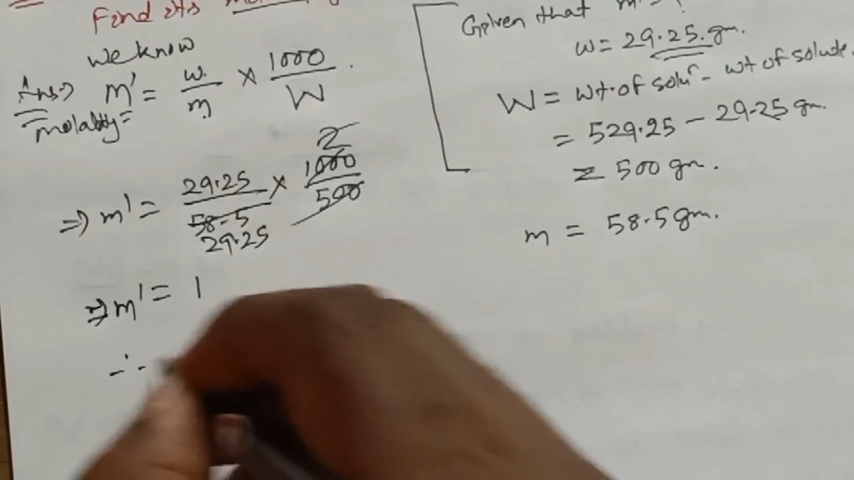 Find its
we know
Ans:→ m' = w/m × 1000/W .
molality=
⇒ m' = 29.25/58.5 × 1000/500
2
29.25
⇒ m' = 1
∴ -
Given that m' = ?
w = 29.25 gm.
W = wt. of solun - wt of solute.
= 529.25 - 29.25 gm.
= 500 gm.
m = 58.5 gm.